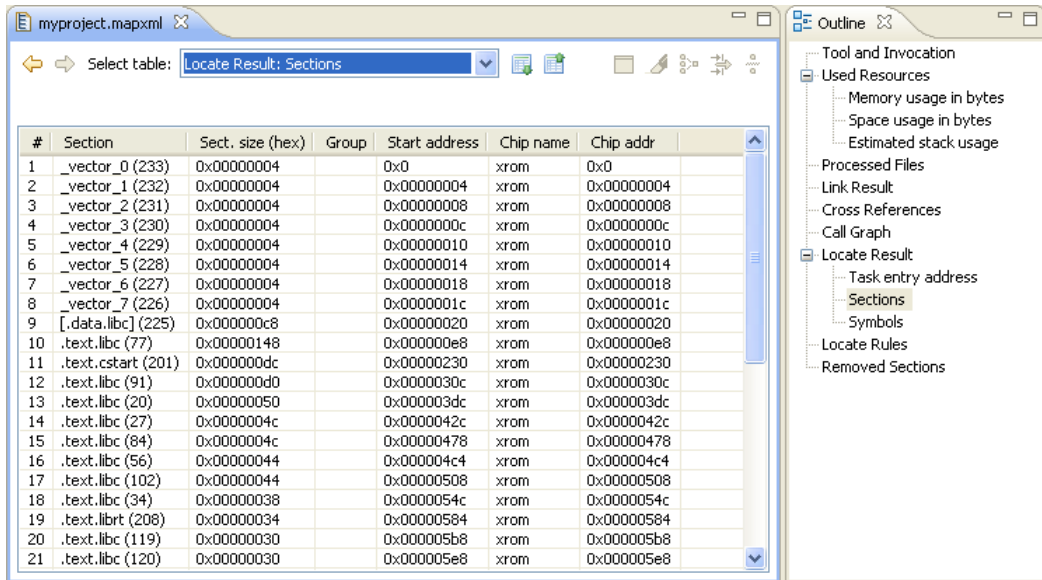 myproject.mapxml
Select table: Locate Result: Sections
# Section Sect. size (hex) Group Start address Chip name Chip addr
1 _vector_0 (233) 0x00000004 0x0 xrom 0x0
2 _vector_1 (232) 0x00000004 0x00000004 xrom 0x00000004
3 _vector_2 (231) 0x00000004 0x00000008 xrom 0x00000008
4 _vector_3 (230) 0x00000004 0x0000000c xrom 0x0000000c
5 _vector_4 (229) 0x00000004 0x00000010 xrom 0x00000010
6 _vector_5 (228) 0x00000004 0x00000014 xrom 0x00000014
7 _vector_6 (227) 0x00000004 0x00000018 xrom 0x00000018
8 _vector_7 (226) 0x00000004 0x0000001c xrom 0x0000001c
9 [.data.libc] (225) 0x000000c8 0x00000020 xrom 0x00000020
10 .text.libc (77) 0x00000148 0x000000e8 xrom 0x000000e8
11 .text.cstart (201) 0x000000dc 0x00000230 xrom 0x00000230
12 .text.libc (91) 0x000000d0 0x0000030c xrom 0x0000030c
13 .text.libc (20) 0x00000050 0x000003dc xrom 0x000003dc
14 .text.libc (27) 0x0000004c 0x0000042c xrom 0x0000042c
15 .text.libc (84) 0x0000004c 0x00000478 xrom 0x00000478
16 .text.libc (56) 0x00000044 0x000004c4 xrom 0x000004c4
17 .text.libc (102) 0x00000044 0x00000508 xrom 0x00000508
18 .text.libc (34) 0x00000038 0x0000054c xrom 0x0000054c
19 .text.librt (208) 0x00000034 0x00000584 xrom 0x00000584
20 .text.libc (119) 0x00000030 0x000005b8 xrom 0x000005b8
21 .text.libc (120) 0x00000030 0x000005e8 xrom 0x000005e8
Outline
Tool and Invocation
Used Resources
Memory usage in bytes
Space usage in bytes
Estimated stack usage
Processed Files
Link Result
Cross References
Call Graph
Locate Result
Task entry address
Sections
Symbols
Locate Rules
Removed Sections